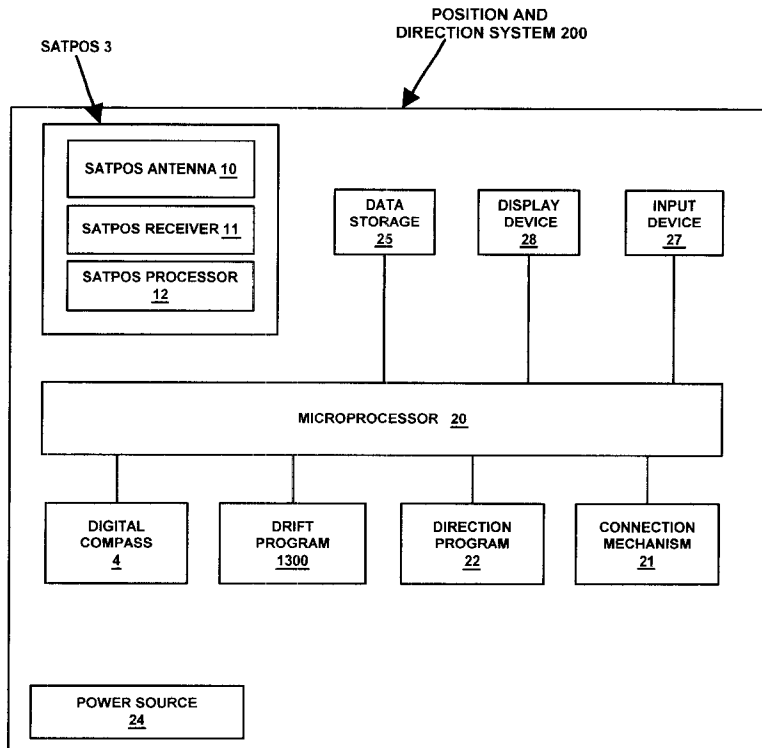 POSITION AND
DIRECTION SYSTEM 200
SATPOS 3
SATPOS ANTENNA 10
SATPOS RECEIVER 11
SATPOS PROCESSOR
12
DATA
STORAGE
25
DISPLAY
DEVICE
28
INPUT
DEVICE
27
MICROPROCESSOR 20
DIGITAL
COMPASS
4
DRIFT
PROGRAM
1300
DIRECTION
PROGRAM
22
CONNECTION
MECHANISM
21
POWER SOURCE
24